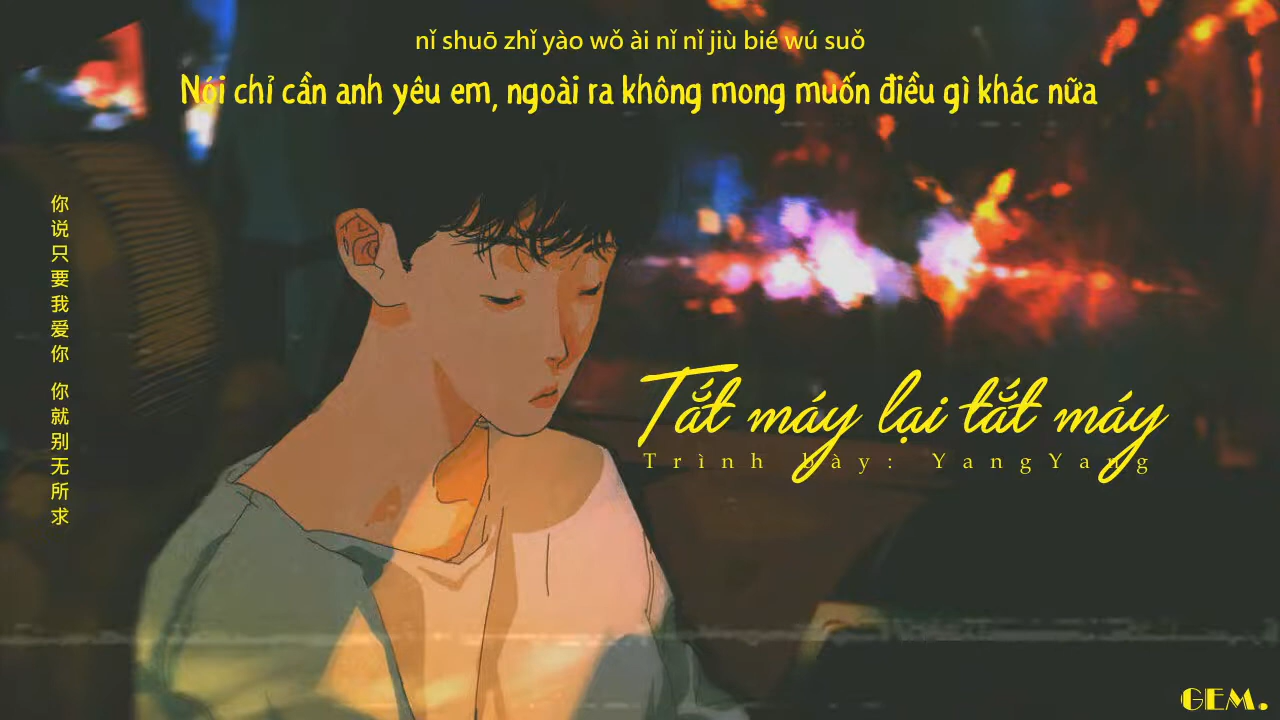 nǐ shuō zhǐ yào wǒ ài nǐ nǐ jiù bié wú suǒ
Nói chỉ cần anh yêu em, ngoài ra không mong muốn điều gì khác nữa
你说只要我爱你 你就别无所求
Tắt máy lại tắt máy
Trình bày: YangYang
GEM.